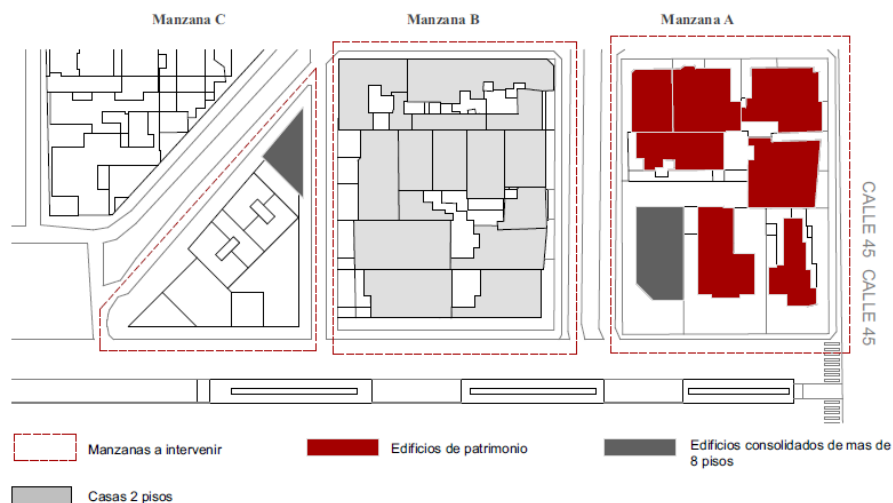 Manzana C
Manzana B
Manzana A
CALLE 45 CALLE 45
Manzanas a intervenir
Edificios de patrimonio
Edificios consolidados de mas de
8 pisos
Casas 2 pisos